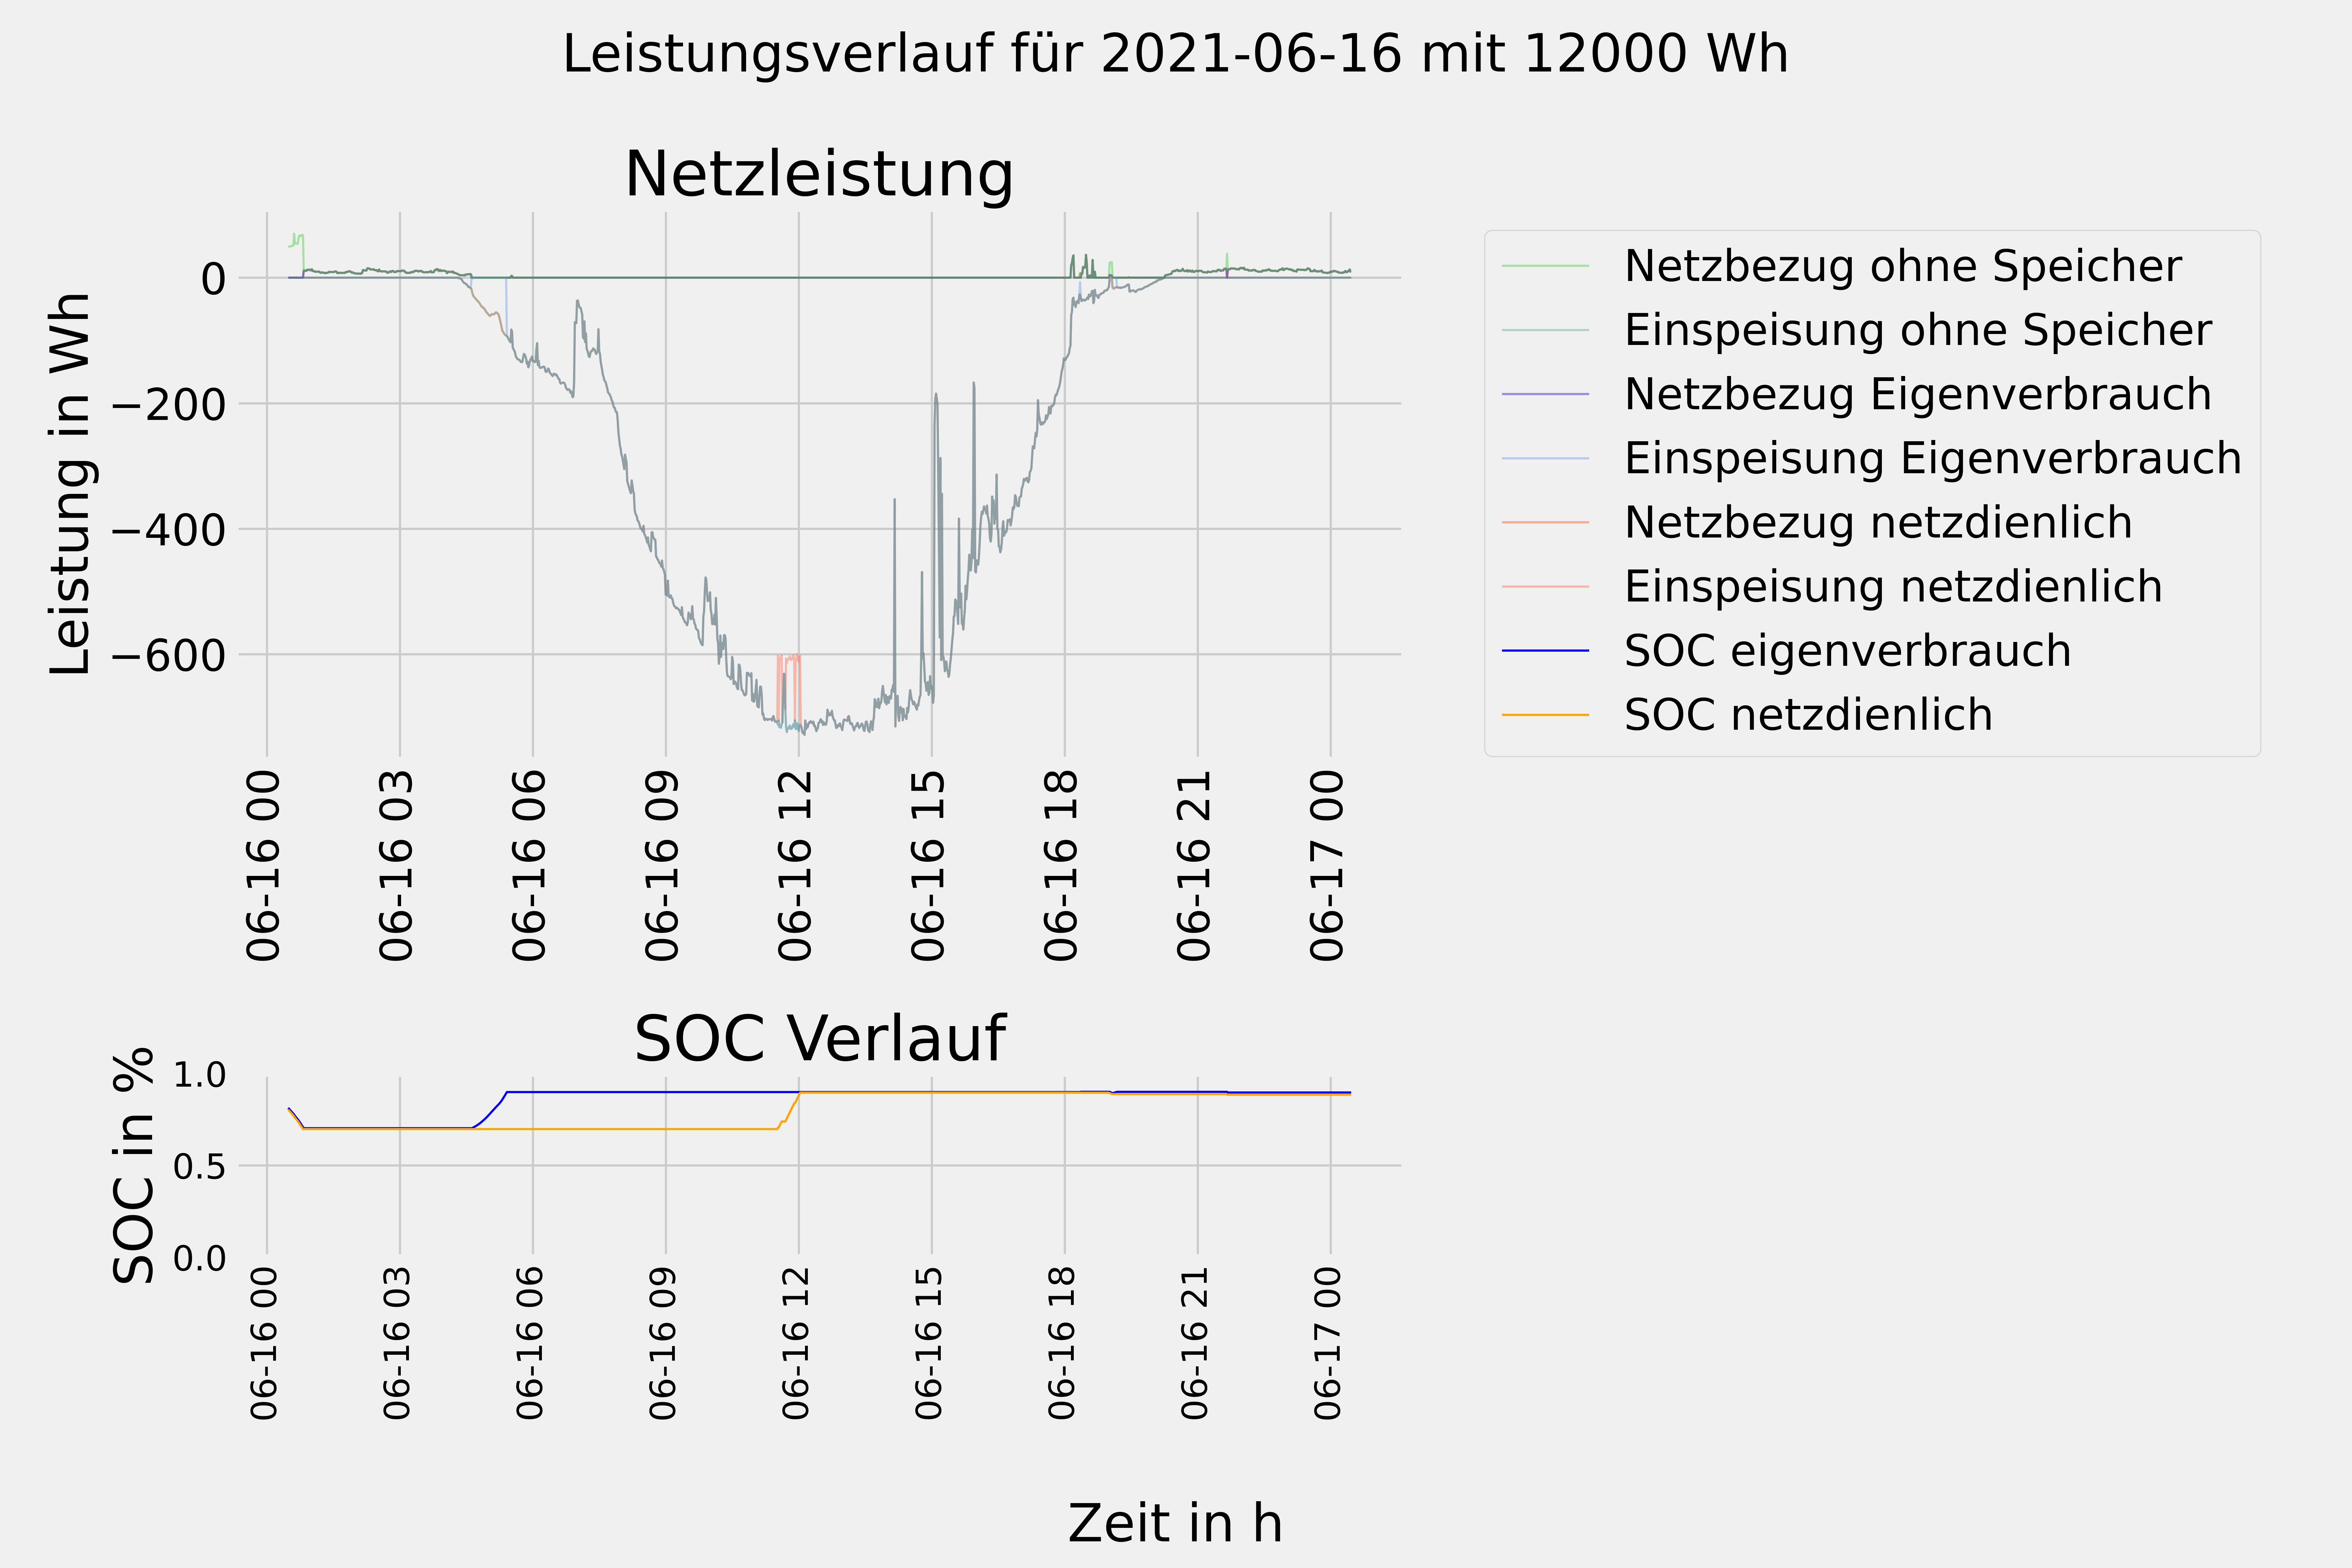 Leistungsverlauf für 2021-06-16 mit 12000 Wh
Netzleistung
Leistung in Wh
0
−200
−400
−600
06-16 00
06-16 03
06-16 06
06-16 09
06-16 12
06-16 15
06-16 18
06-16 21
06-17 00
Netzbezug ohne Speicher
Einspeisung ohne Speicher
Netzbezug Eigenverbrauch
Einspeisung Eigenverbrauch
Netzbezug netzdienlich
Einspeisung netzdienlich
SOC eigenverbrauch
SOC netzdienlich
SOC Verlauf
SOC in %
1.0
0.5
0.0
06-16 00
06-16 03
06-16 06
06-16 09
06-16 12
06-16 15
06-16 18
06-16 21
06-17 00
Zeit in h